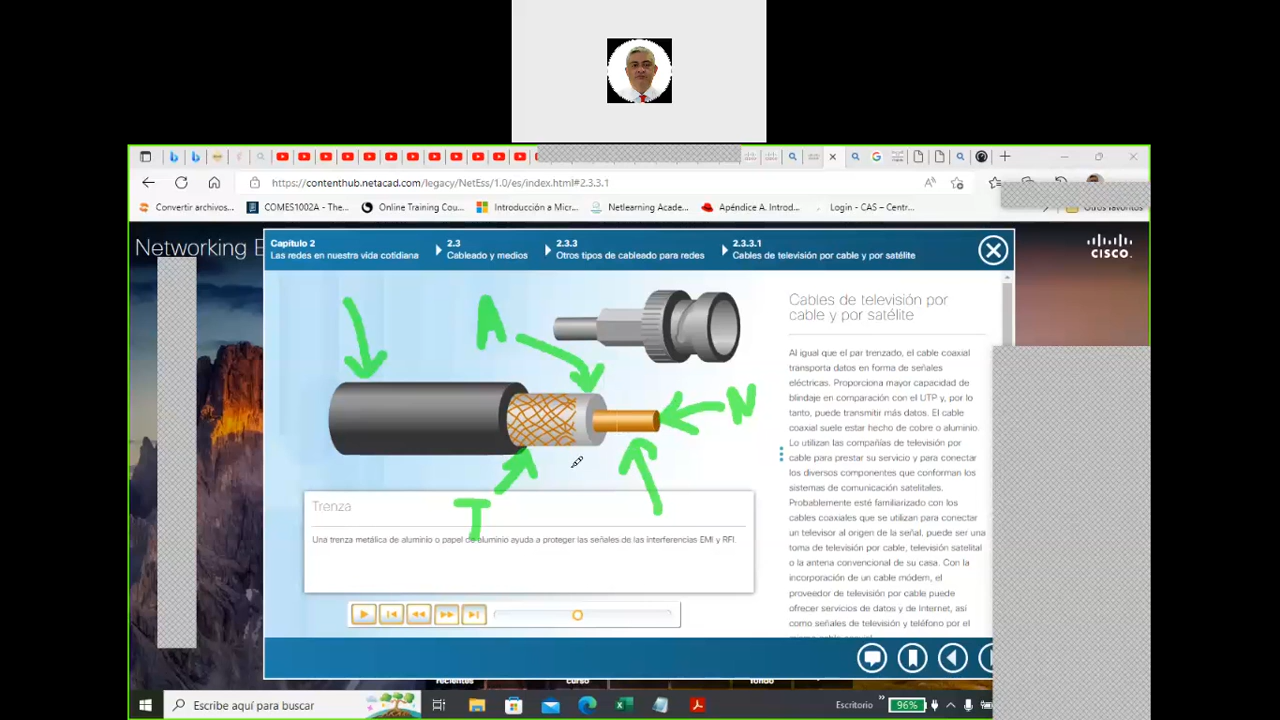 https://contenthub.netacad.com/legacy/NetEss/1.0/es/index.html#2.3.3.1
Convertir archivos...
COMES1002A - The...
Online Training Cou...
Introducción a Micr...
Netlearning Acade...
Apéndice A. Introd...
Login - CAS – Centr...
Otros favoritos
Networking E
CISCO.
Capítulo 2
Las redes en nuestra vida cotidiana
2.3
Cableado y medios
2.3.3
Otros tipos de cableado para redes
2.3.3.1
Cables de televisión por cable y por satélite
A
N
T
Trenza
Una trenza metálica de aluminio o papel de aluminio ayuda a proteger las señales de las interferencias EMI y RFI.
Cables de televisión por
cable y por satélite
Al igual que el par trenzado, el cable coaxial
transporta datos en forma de señales
eléctricas. Proporciona mayor capacidad de
blindaje en comparación con el UTP y, por lo
tanto, puede transmitir más datos. El cable
coaxial suele estar hecho de cobre o aluminio.
Lo utilizan las compañías de televisión por
cable para prestar su servicio y para conectar
los diversos componentes que conforman los
sistemas de comunicación satelitales.
Probablemente esté familiarizado con los
cables coaxiales que se utilizan para conectar
un televisor al origen de la señal, puede ser una
toma de televisión por cable, televisión satelital
o la antena convencional de su casa. Con la
incorporación de un cable módem, el
proveedor de televisión por cable puede
ofrecer servicios de datos y de Internet, así
como señales de televisión y teléfono por el
recientes
curso
fondo
Escribe aquí para buscar
Escritorio
96%